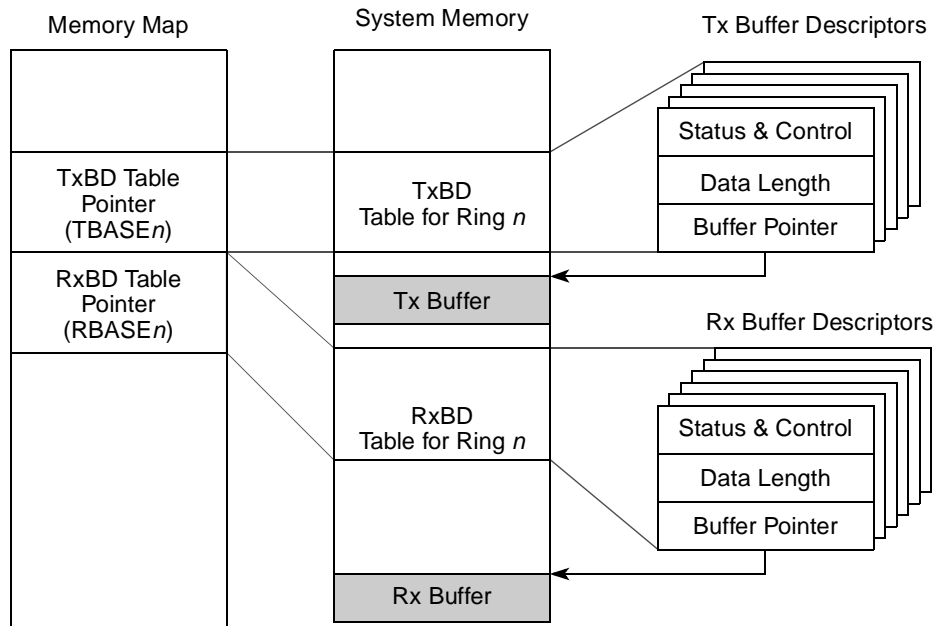 Memory Map
System Memory
Tx Buffer Descriptors
TxBD Table
Pointer
(TBASEn)
RxBD Table
Pointer
(RBASEn)
TxBD
Table for Ring n
Tx Buffer
RxBD
Table for Ring n
Rx Buffer
Status & Control
Data Length
Buffer Pointer
Rx Buffer Descriptors
Status & Control
Data Length
Buffer Pointer